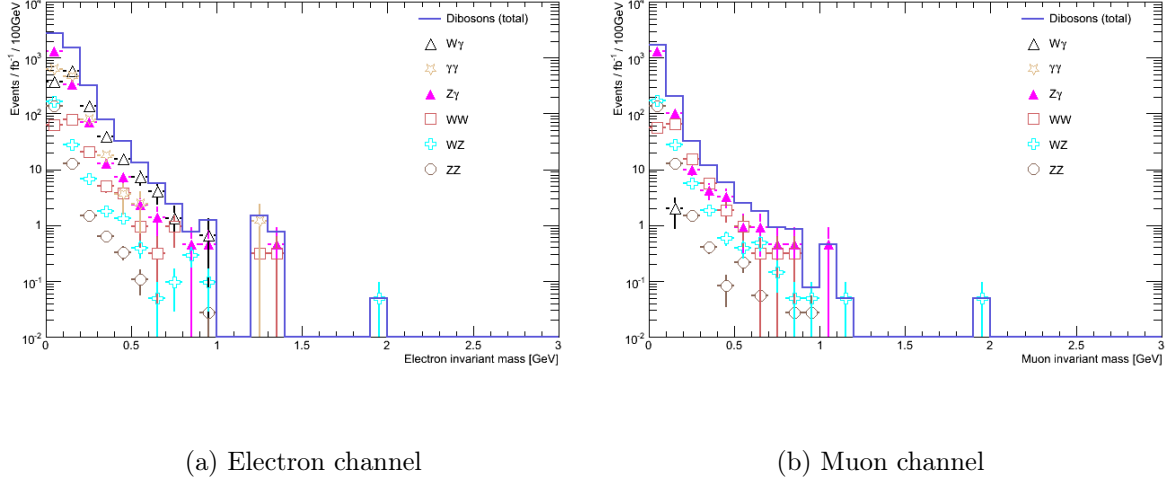 Events / fb⁻¹ / 100GeV
10⁴
10³
10²
10
1
10⁻¹
10⁻²
0 0.5 1 1.5 2 2.5 3
Electron invariant mass [GeV]
Dibosons (total)
Wγ
γγ
Zγ
WW
WZ
ZZ
(a) Electron channel
Events / fb⁻¹ / 100GeV
10³
10²
10
1
10⁻¹
10⁻²
0 0.5 1 1.5 2 2.5 3
Muon invariant mass [GeV]
Dibosons (total)
Wγ
γγ
Zγ
WW
WZ
ZZ
(b) Muon channel